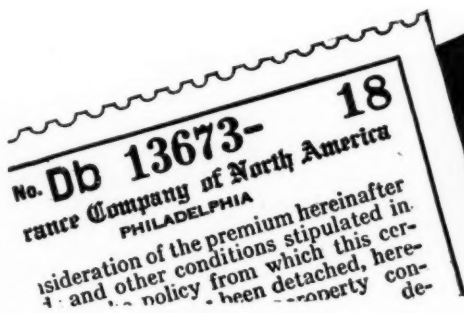 No. Db 13673- 18
rance Company of North America
PHILADELPHIA
nsideration of the premium hereinafter
and other conditions stipulated in
policy from which this cer-
been detached, here-
property con-
de-